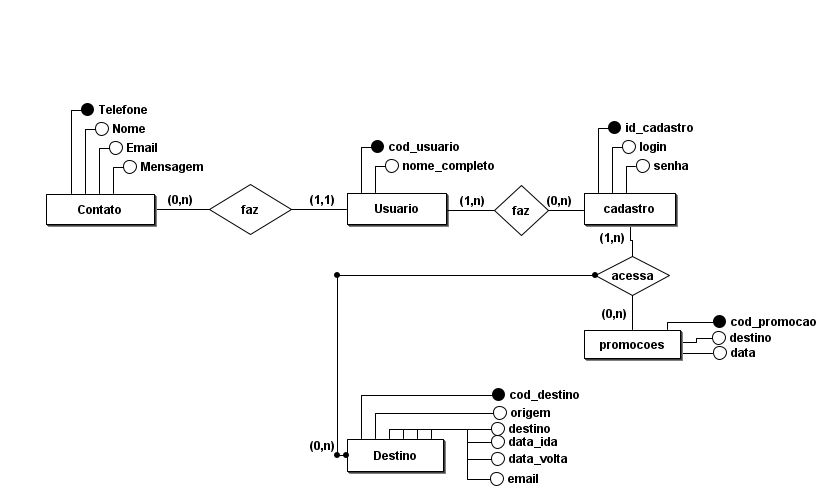 Telefone
Nome
Email
Mensagem
cod_usuario
nome_completo
id_cadastro
login
senha
Contato
(0,n)
faz
(1,1)
Usuario
(1,n)
faz
(0,n)
cadastro
(1,n)
acessa
(0,n)
promocoes
cod_promocao
destino
data
cod_destino
origem
destino
data_ida
data_volta
email
(0,n)
Destino